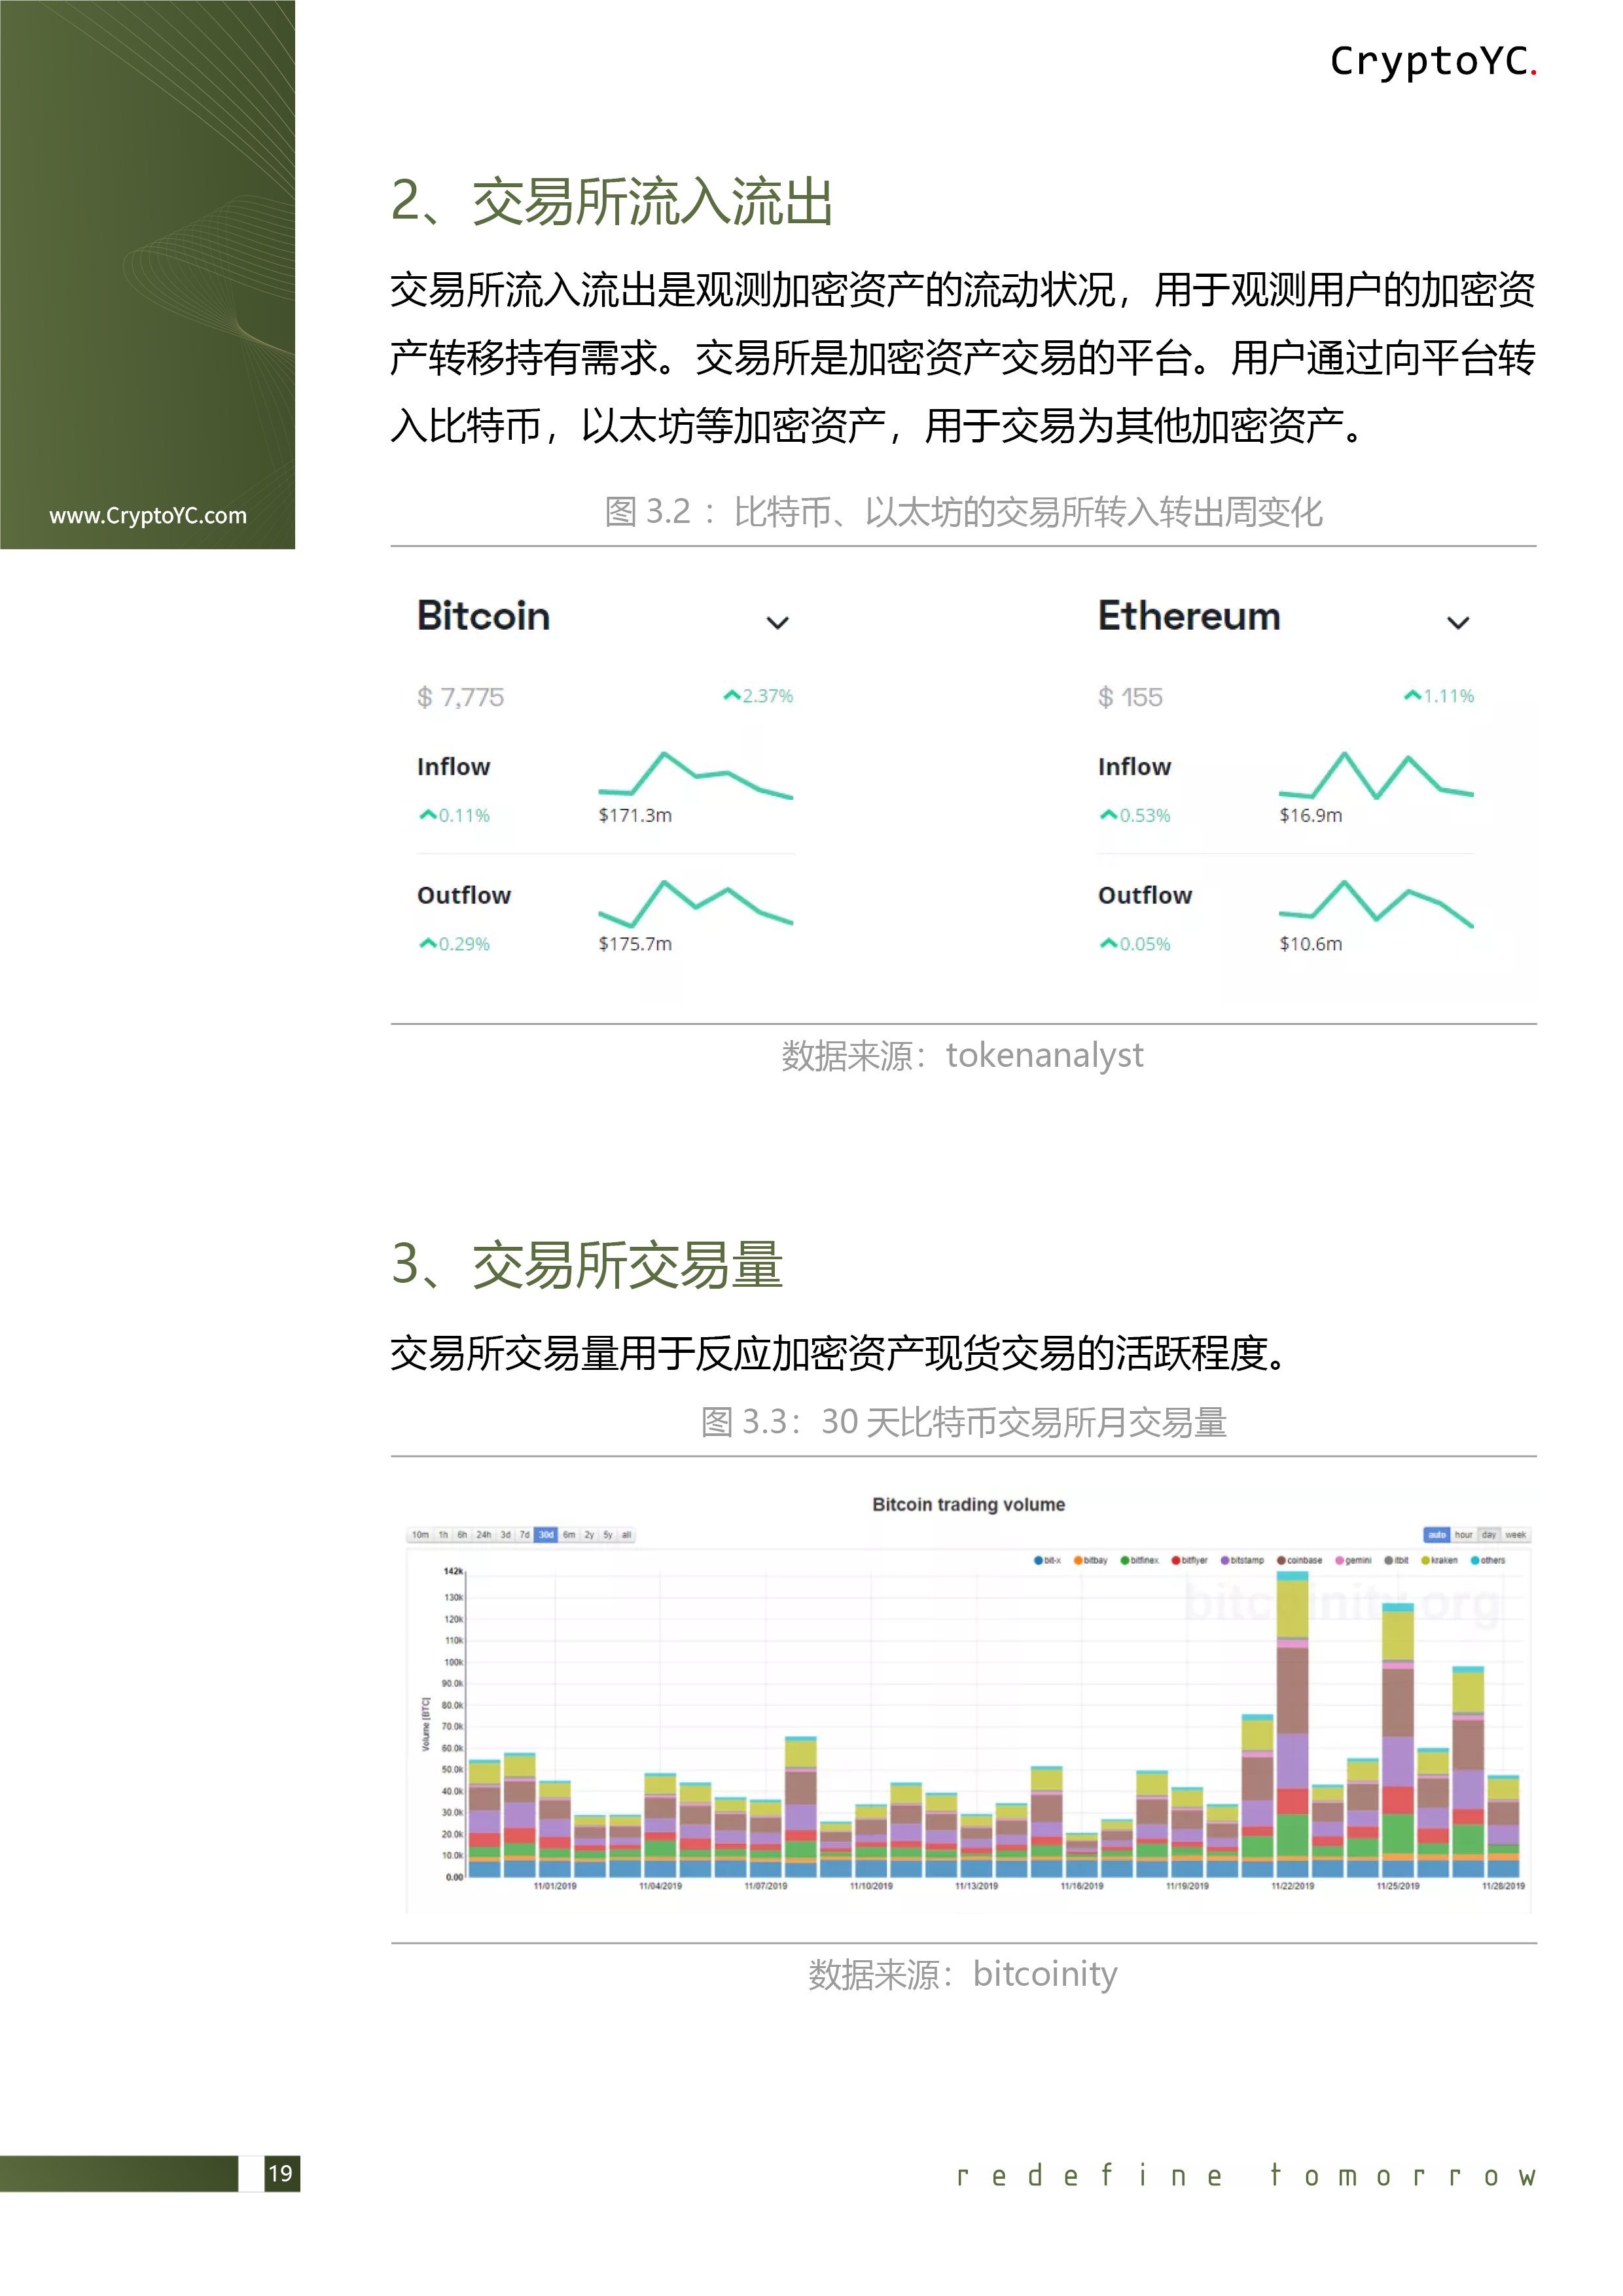 CryptoYC.
www.CryptoYC.com
2、交易所流入流出
交易所流入流出是观测加密资产的流动状况，用于观测用户的加密资
产转移持有需求。交易所是加密资产交易的平台。用户通过向平台转
入比特币，以太坊等加密资产，用于交易为其他加密资产。
图 3.2 ：比特币、以太坊的交易所转入转出周变化
Bitcoin
$ 7,775 2.37%
Inflow
0.11% $171.3m
Outflow
0.29% $175.7m
Ethereum
$ 155 1.11%
Inflow
0.53% $16.9m
Outflow
0.05% $10.6m
数据来源：tokenanalyst
3、交易所交易量
交易所交易量用于反应加密资产现货交易的活跃程度。
图 3.3：30 天比特币交易所月交易量
Bitcoin trading volume
10m 1h 6h 24h 3d 7d 30d 6m 2y 5y all
auto hour day week
bit-x bitbay bitfinex bitflyer bitstamp coinbase gemini itbit kraken others
bitcoinity.org
Volume [BTC]
142k
130k
120k
110k
100k
90.0k
80.0k
70.0k
60.0k
50.0k
40.0k
30.0k
20.0k
10.0k
0.00
11/01/2019 11/04/2019 11/07/2019 11/10/2019 11/13/2019 11/16/2019 11/19/2019 11/22/2019 11/25/2019 11/28/2019
数据来源：bitcoinity
19
redefine tomorrow